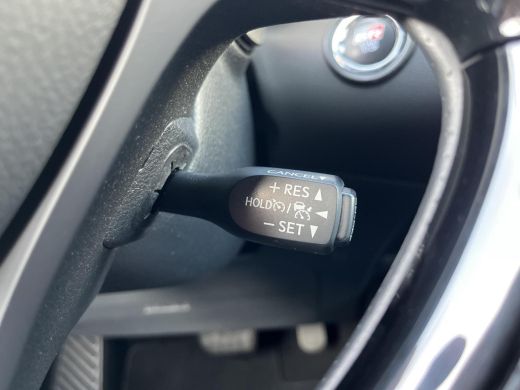 CANCEL
+ RES ▲
HOLD / ◀
− SET ▼